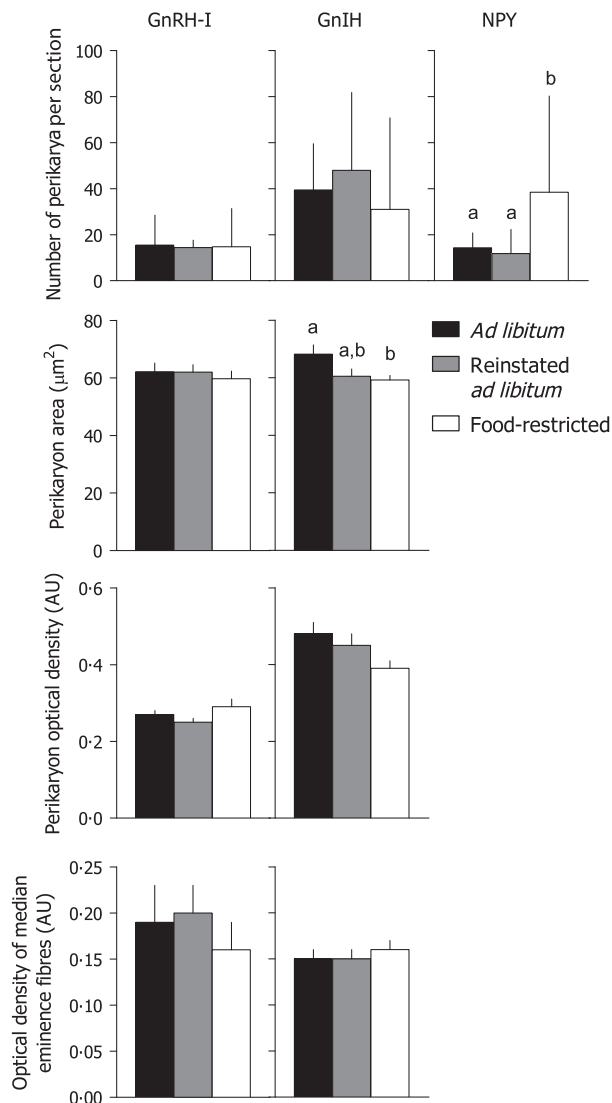 GnRH-I GnIH NPY
Number of perikarya per section
100
80
60
40
20
0
a a b
Perikaryon area (μm²)
80
60
40
20
0
a a,b b
Ad libitum
Reinstated
ad libitum
Food-restricted
Perikaryon optical density (AU)
0·6
0·4
0·2
0·0
Optical density of median
eminence fibres (AU)
0·25
0·20
0·15
0·10
0·05
0·00